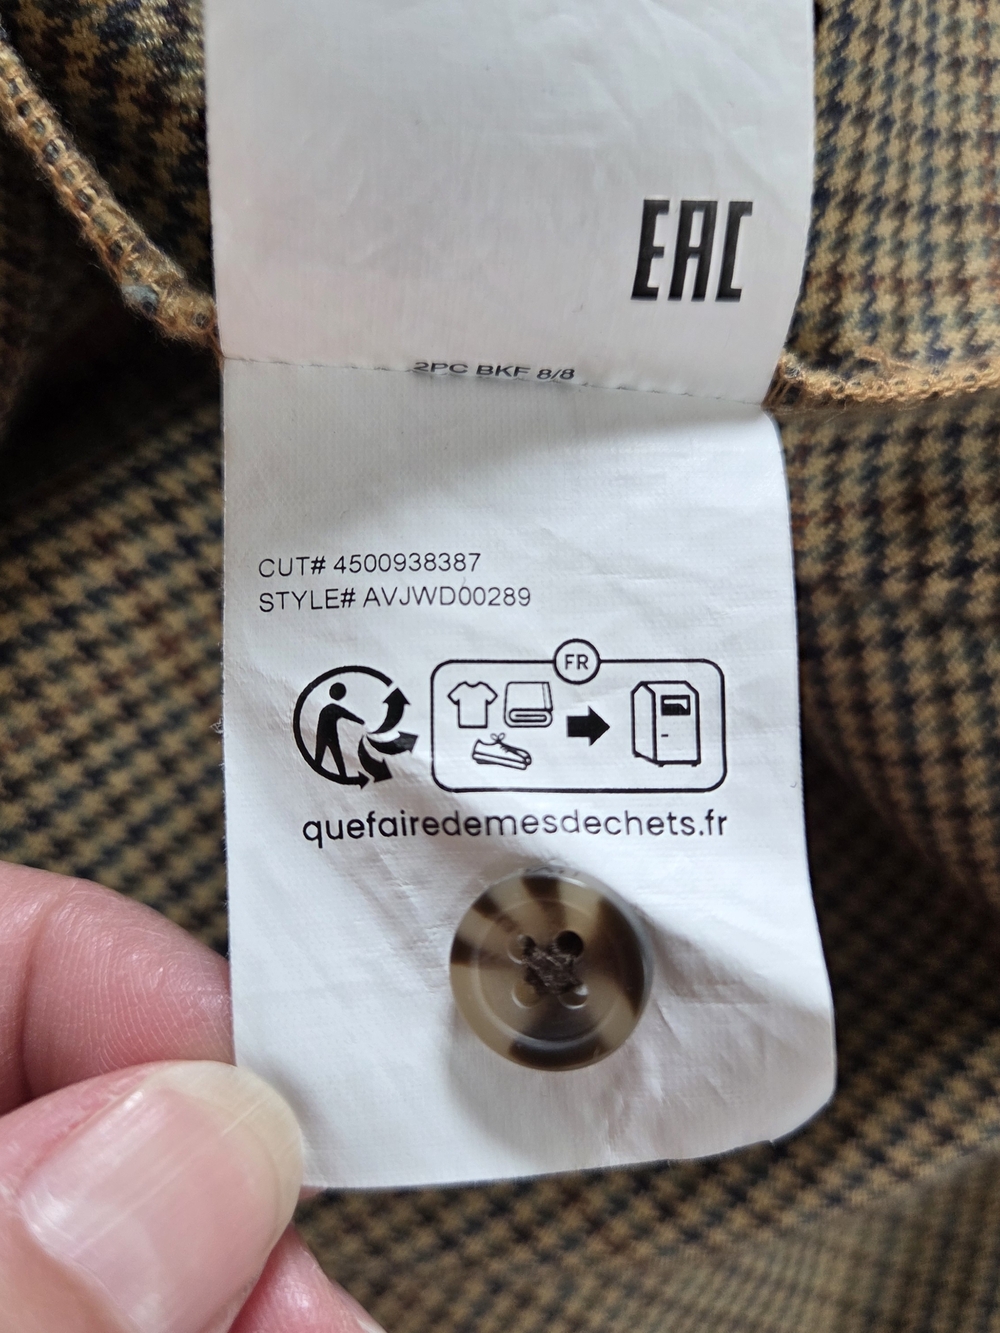 EAC
2PC BKF 8/8
CUT# 4500938387
STYLE# AVJWD00289
FR
quefairedemesdechets.fr